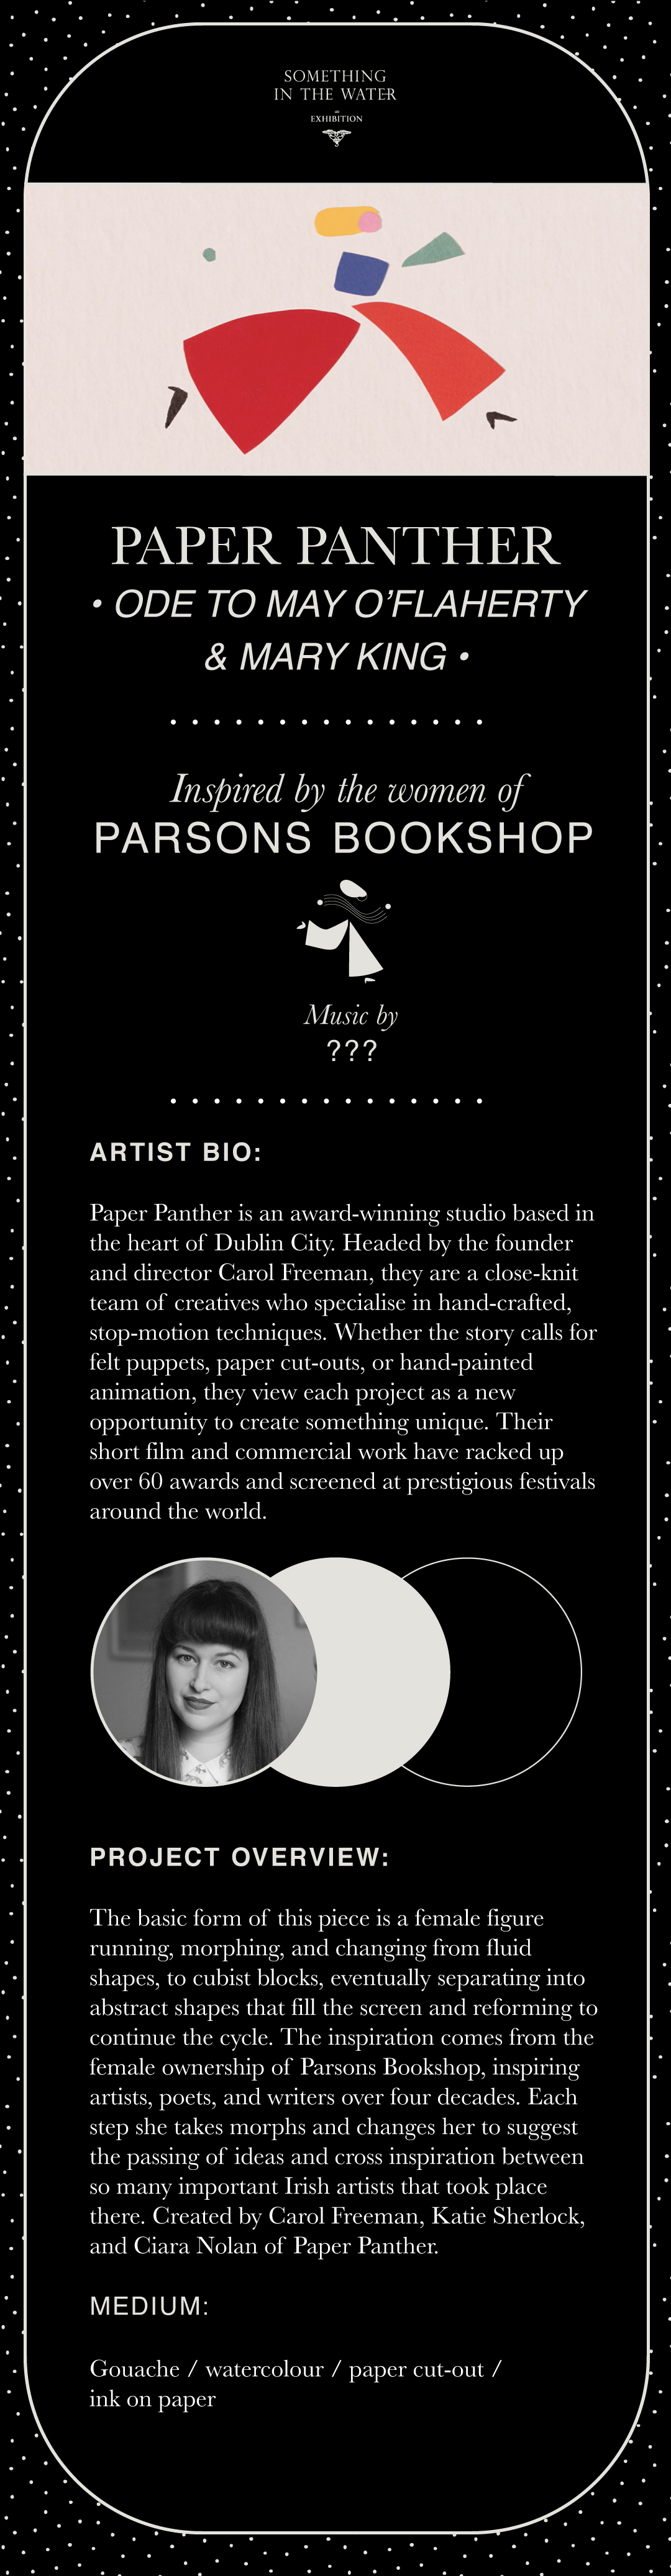 SOMETHING
IN THE WATER
EXHIBITION
PAPER PANTHER
• ODE TO MAY O’FLAHERTY
& MARY KING •
Inspired by the women of
PARSONS BOOKSHOP
Music by
???
ARTIST BIO:
Paper Panther is an award-winning studio based in
the heart of Dublin City. Headed by the founder
and director Carol Freeman, they are a close-knit
team of creatives who specialise in hand-crafted,
stop-motion techniques. Whether the story calls for
felt puppets, paper cut-outs, or hand-painted
animation, they view each project as a new
opportunity to create something unique. Their
short film and commercial work have racked up
over 60 awards and screened at prestigious festivals
around the world.
PROJECT OVERVIEW:
The basic form of this piece is a female figure
running, morphing, and changing from fluid
shapes, to cubist blocks, eventually separating into
abstract shapes that fill the screen and reforming to
continue the cycle. The inspiration comes from the
female ownership of Parsons Bookshop, inspiring
artists, poets, and writers over four decades. Each
step she takes morphs and changes her to suggest
the passing of ideas and cross inspiration between
so many important Irish artists that took place
there. Created by Carol Freeman, Katie Sherlock,
and Ciara Nolan of Paper Panther.
MEDIUM:
Gouache / watercolour / paper cut-out /
ink on paper